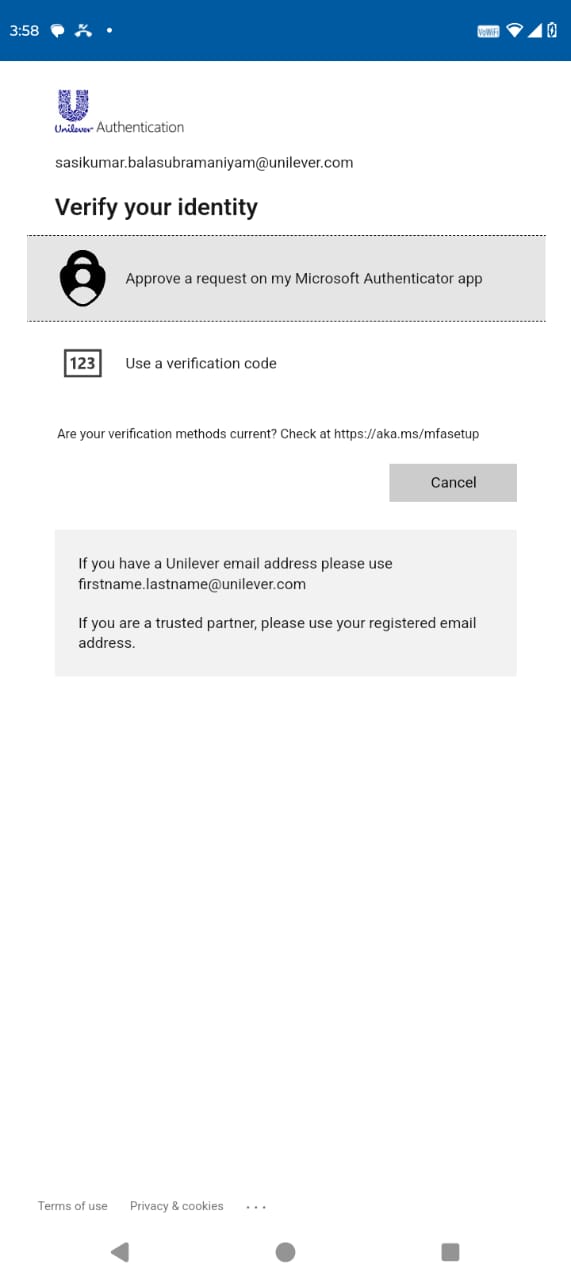 3:58
VoWiFi
Unilever Authentication
sasikumar.balasubramaniyam@unilever.com
Verify your identity
Approve a request on my Microsoft Authenticator app
123
Use a verification code
Are your verification methods current? Check at https://aka.ms/mfasetup
Cancel
If you have a Unilever email address please use
firstname.lastname@unilever.com
If you are a trusted partner, please use your registered email
address.
Terms of use Privacy & cookies ...